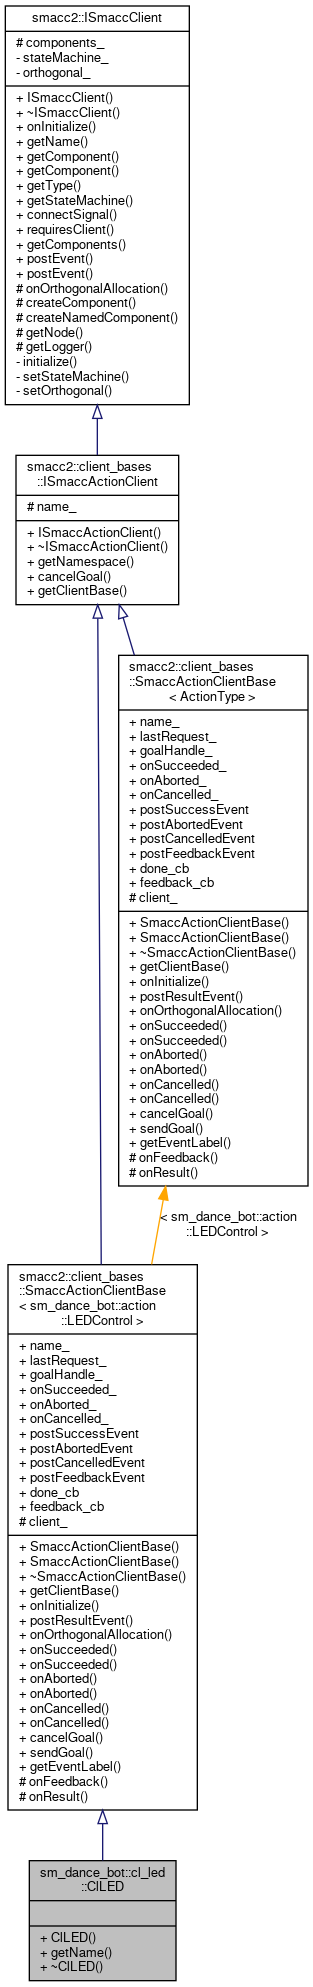 smacc2::ISmaccClient
# components_
- stateMachine_
- orthogonal_
+ ISmaccClient()
+ ~ISmaccClient()
+ onInitialize()
+ getName()
+ getComponent()
+ getComponent()
+ getType()
+ getStateMachine()
+ connectSignal()
+ requiresClient()
+ getComponents()
+ postEvent()
+ postEvent()
# onOrthogonalAllocation()
# createComponent()
# createNamedComponent()
# getNode()
# getLogger()
- initialize()
- setStateMachine()
- setOrthogonal()
smacc2::client_bases
::ISmaccActionClient
# name_
+ ISmaccActionClient()
+ ~ISmaccActionClient()
+ getNamespace()
+ cancelGoal()
+ getClientBase()
smacc2::client_bases
::SmaccActionClientBase
< ActionType >
+ name_
+ lastRequest_
+ goalHandle_
+ onSucceeded_
+ onAborted_
+ onCancelled_
+ postSuccessEvent
+ postAbortedEvent
+ postCancelledEvent
+ postFeedbackEvent
+ done_cb
+ feedback_cb
# client_
+ SmaccActionClientBase()
+ SmaccActionClientBase()
+ ~SmaccActionClientBase()
+ getClientBase()
+ onInitialize()
+ postResultEvent()
+ onOrthogonalAllocation()
+ onSucceeded()
+ onSucceeded()
+ onAborted()
+ onAborted()
+ onCancelled()
+ onCancelled()
+ cancelGoal()
+ sendGoal()
+ getEventLabel()
# onFeedback()
# onResult()
< sm_dance_bot::action
::LEDControl >
smacc2::client_bases
::SmaccActionClientBase
< sm_dance_bot::action
::LEDControl >
+ name_
+ lastRequest_
+ goalHandle_
+ onSucceeded_
+ onAborted_
+ onCancelled_
+ postSuccessEvent
+ postAbortedEvent
+ postCancelledEvent
+ postFeedbackEvent
+ done_cb
+ feedback_cb
# client_
+ SmaccActionClientBase()
+ SmaccActionClientBase()
+ ~SmaccActionClientBase()
+ getClientBase()
+ onInitialize()
+ postResultEvent()
+ onOrthogonalAllocation()
+ onSucceeded()
+ onSucceeded()
+ onAborted()
+ onAborted()
+ onCancelled()
+ onCancelled()
+ cancelGoal()
+ sendGoal()
+ getEventLabel()
# onFeedback()
# onResult()
sm_dance_bot::cl_led
::ClLED
+ ClLED()
+ getName()
+ ~ClLED()